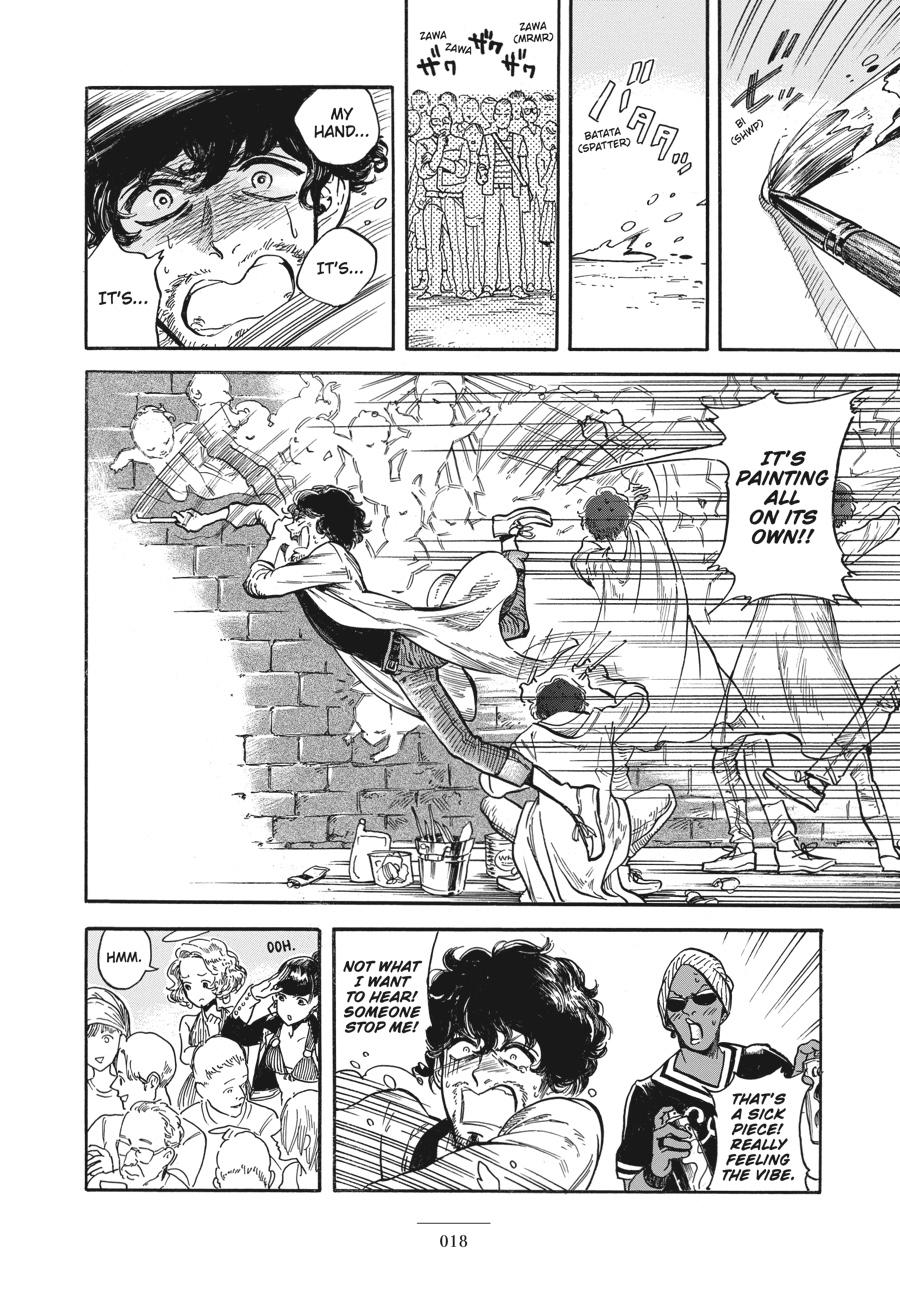 ビッ
BI
(SHWP)
バタタッ
BATATA
(SPATTER)
ZAWA
(MRMR)
ZAWA
ZAWA
ザワ
ザワ
ザワ
MY
HAND...
IT'S...
IT'S...
IT'S
PAINTING
ALL
ON ITS
OWN!!
THAT'S
A SICK
PIECE!
REALLY
FEELING
THE VIBE.
NOT WHAT
I WANT
TO HEAR!
SOMEONE
STOP ME!
OOH.
HMM.
018